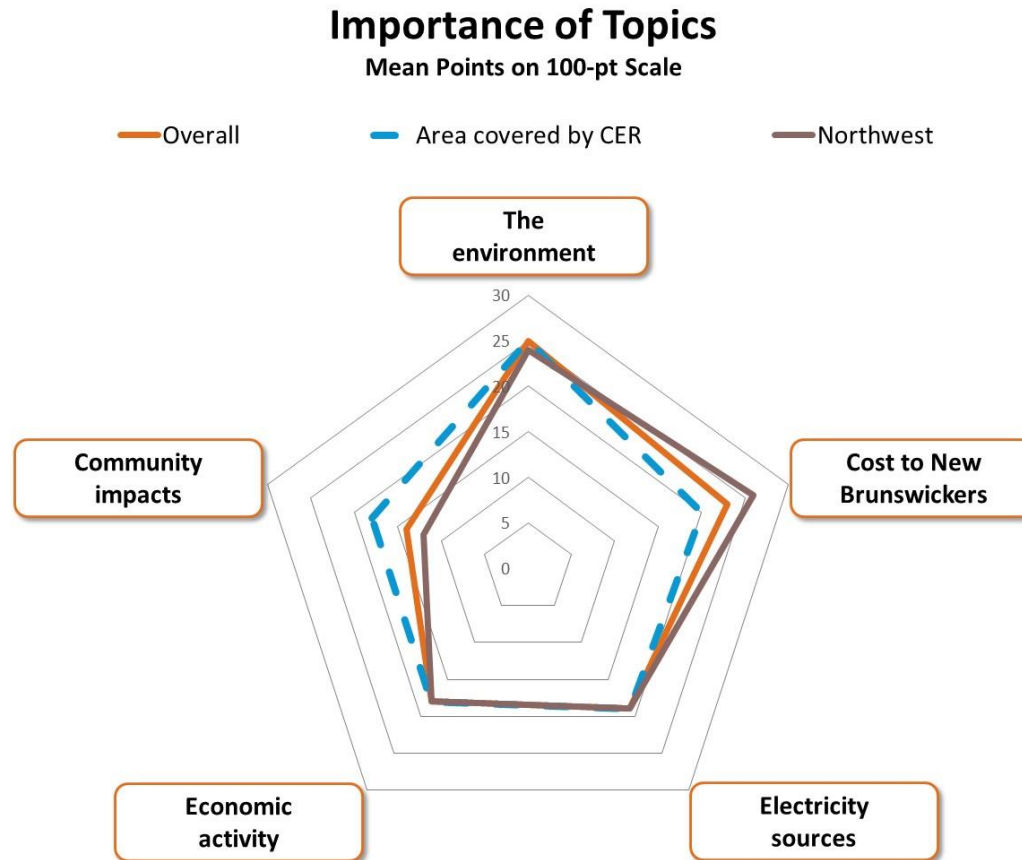 Importance of Topics
Mean Points on 100-pt Scale
Overall
Area covered by CER
Northwest
The
environment
30
25
20
15
10
5
0
Community
impacts
Cost to New
Brunswickers
Economic
activity
Electricity
sources